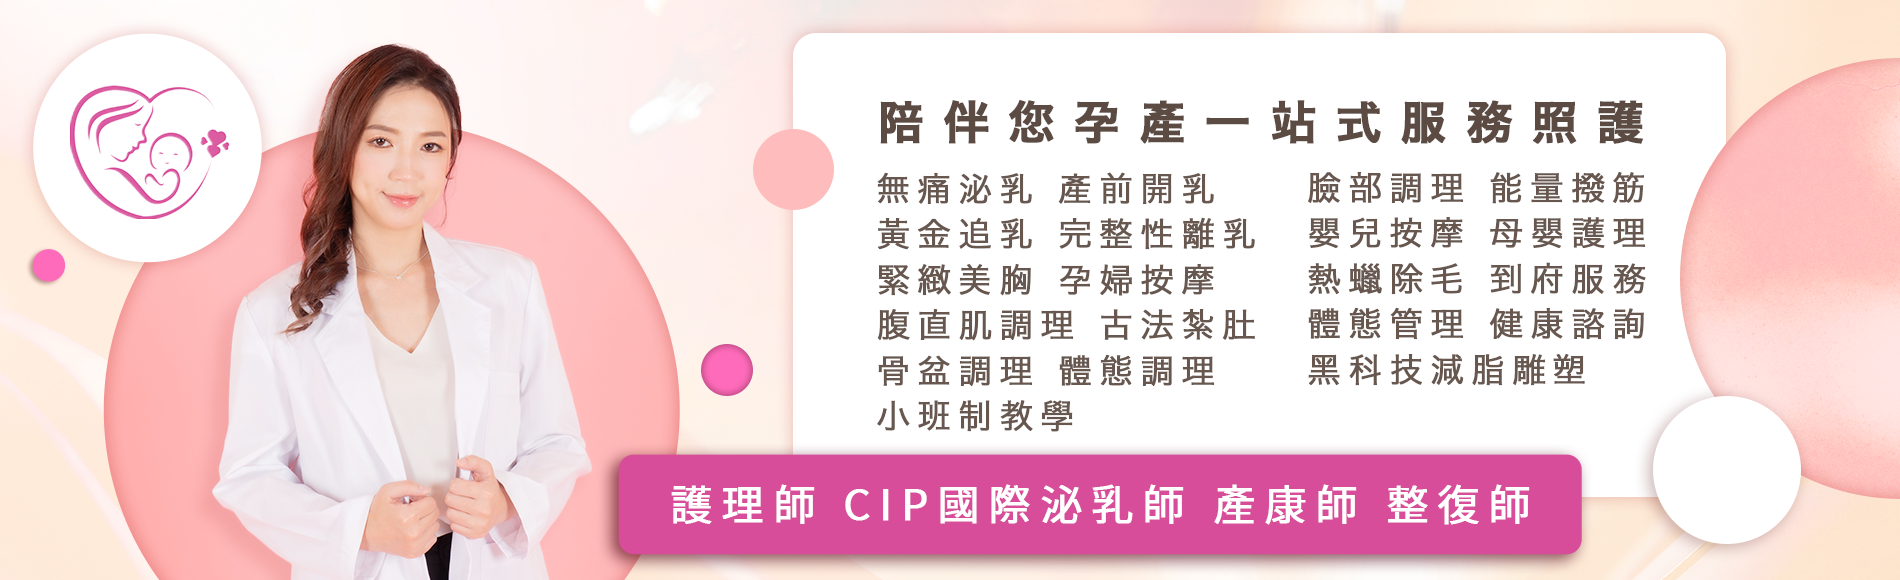 陪伴您孕產一站式服務照護
無痛泌乳 產前開乳
黃金追乳 完整性離乳
緊緻美胸 孕婦按摩
腹直肌調理 古法紮肚
骨盆調理 體態調理
小班制教學
臉部調理 能量撥筋
嬰兒按摩 母嬰護理
熱蠟除毛 到府服務
體態管理 健康諮詢
黑科技減脂雕塑
護理師 CIP國際泌乳師 產康師 整復師